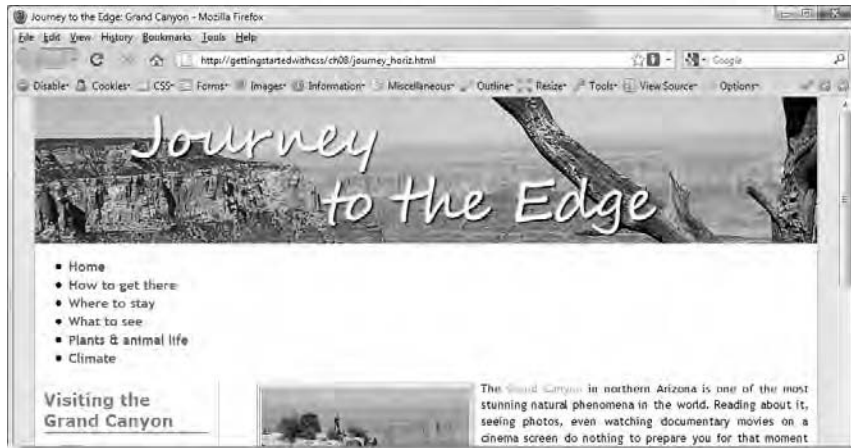 Journey to the Edge: Grand Canyon - Mozilla Firefox
File Edit View History Bookmarks Tools Help
http://gettingstartedwithcss/ch08/journey_horiz.html
Google
Disable Cookies CSS Forms Images Information Miscellaneous Outline Resize Tools View Source Options
Journey
to the Edge
Home
How to get there
Where to stay
What to see
Plants & animal life
Climate
Visiting the
Grand Canyon
The Grand Canyon in northern Arizona is one of the most
stunning natural phenomena in the world. Reading about it,
seeing photos, even watching documentary movies on a
cinema screen do nothing to prepare you for that moment